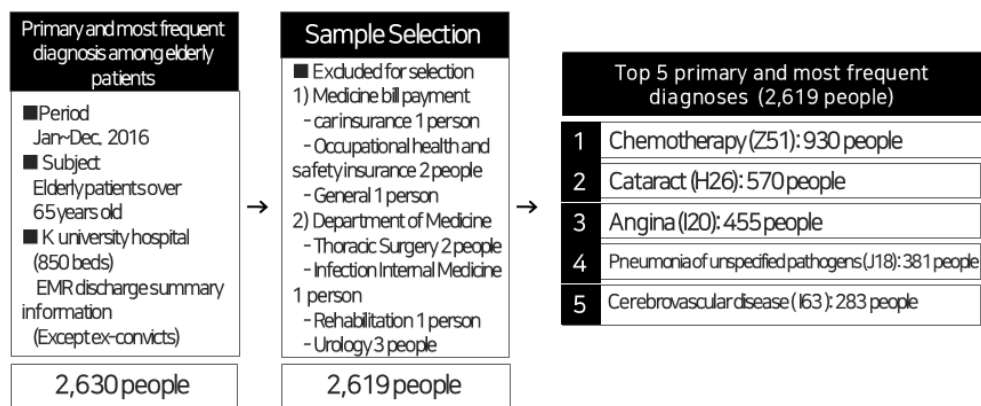 Primary and most frequent
diagnosis among elderly
patients
■Period
Jan~Dec. 2016
■ Subject
Elderly patients over
65 years old
■ K university hospital
(850 beds)
EMR discharge summary
information
(Except ex-convicts)
2,630 people
→
Sample Selection
■ Excluded for selection
1) Medicine bill payment
- car insurance 1 person
- Occupational health and
safety insurance 2 people
- General 1 person
2) Department of Medicine
- Thoracic Surgery 2 people
- Infection Internal Medicine
1 person
- Rehabilitation 1 person
- Urology 3 people
2,619 people
→
Top 5 primary and most frequent
diagnoses (2,619 people)
1 Chemotherapy (Z51): 930 people
2 Cataract (H26): 570 people
3 Angina (I20): 455 people
4 Pneumonia of unspecified pathogens (J18): 381 people
5 Cerebrovascular disease ( I63): 283 people